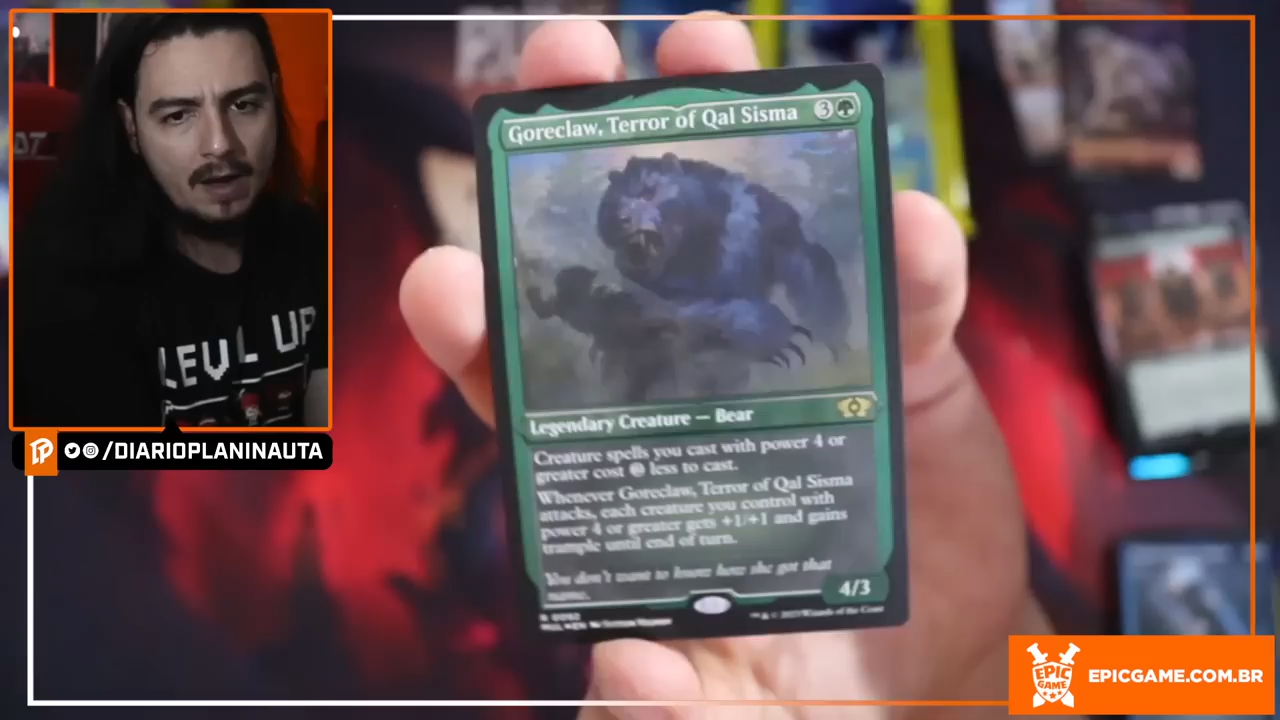 Goreclaw, Terror of Qal Sisma 3
Legendary Creature — Bear
Creature spells you cast with power 4 or
greater cost 2 less to cast.
Whenever Goreclaw, Terror of Qal Sisma
attacks, each creature you control with
power 4 or greater gets +1/+1 and gains
trample until end of turn.
You don't want to know how she got that
name.
4/3
LEVEL UP
/DIARIOPLANINAUTA
EPIC
GAME
EPICGAME.COM.BR